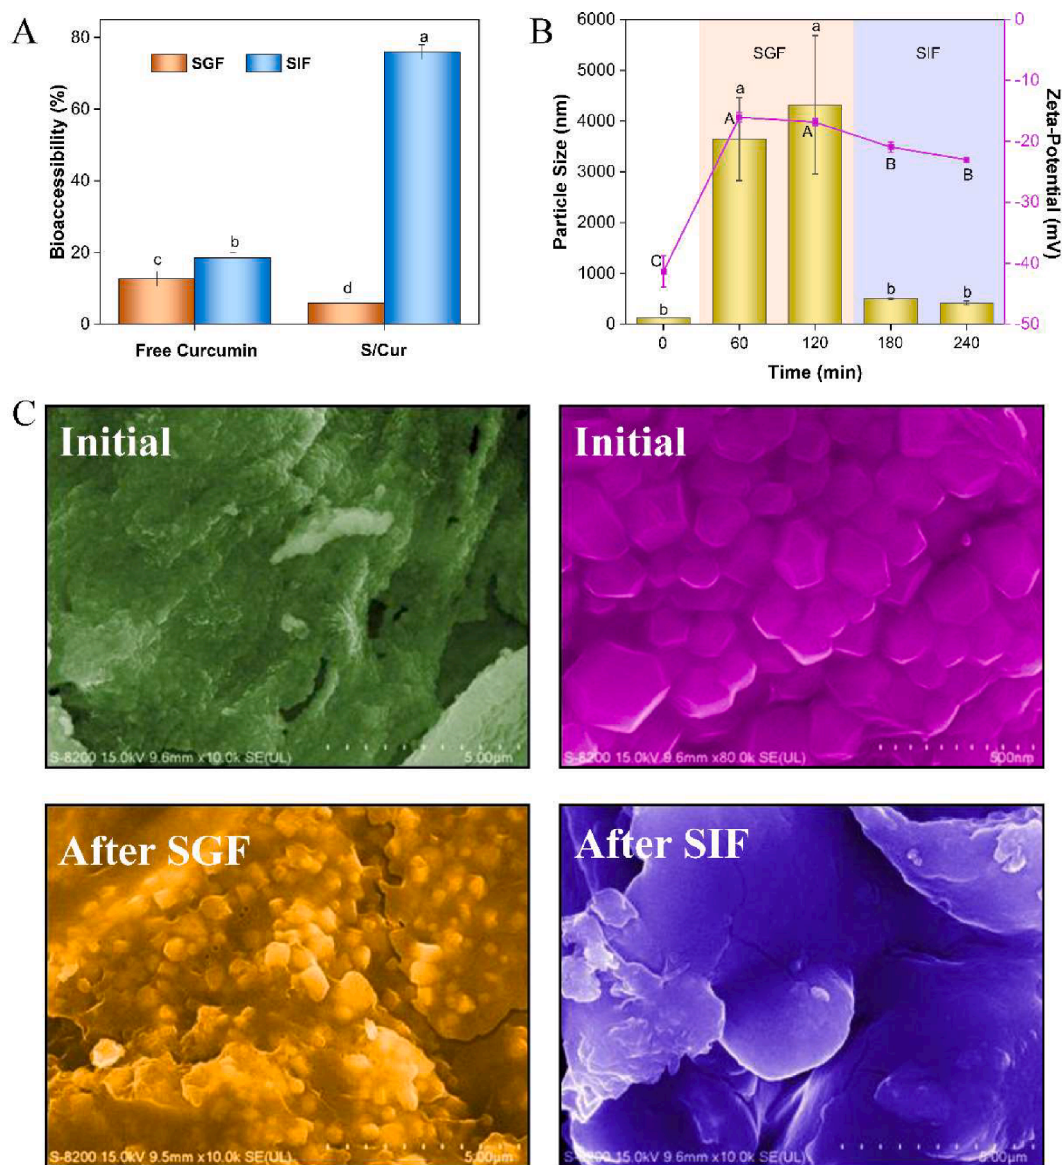 A
80
60
40
20
0
Bioaccessibility (%)
SGF
SIF
c
b
d
a
Free Curcumin
S/Cur
B
6000
5000
4000
3000
2000
1000
0
Particle Size (nm)
SGF
SIF
a
a
A
A
B
B
C
b
b
b
0
60
120
180
240
Time (min)
0
-10
-20
-30
-40
-50
Zeta-Potential (mV)
C
Initial
S-8200 15.0kV 9.6mm x10.0k SE(UL)
5.00µm
Initial
S-8200 15.0kV 9.6mm x80.0k SE(UL)
500nm
After SGF
S-8200 15.0kV 9.5mm x10.0k SE(UL)
5.00µm
After SIF
S-8200 15.0kV 9.6mm x10.0k SE(UL)
5.00µm